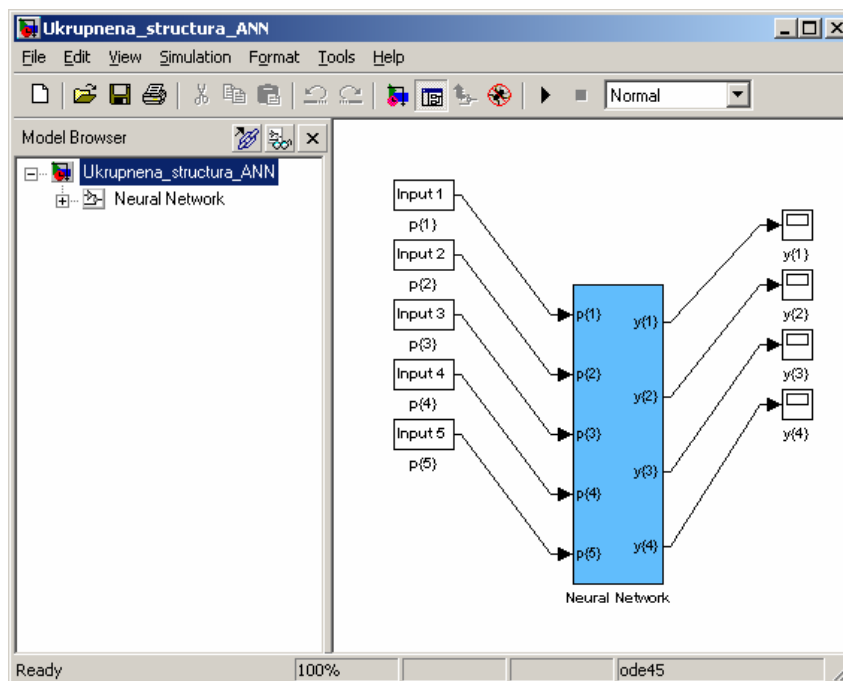 Ukrupnena_structura_ANN
File Edit View Simulation Format Tools Help
Normal
Model Browser
Ukrupnena_structura_ANN
Neural Network
Input 1
p{1}
Input 2
p{2}
Input 3
p{3}
Input 4
p{4}
Input 5
p{5}
p{1}
p{2}
p{3}
p{4}
p{5}
y{1}
y{2}
y{3}
y{4}
Neural Network
y{1}
y{2}
y{3}
y{4}
Ready 100% ode45